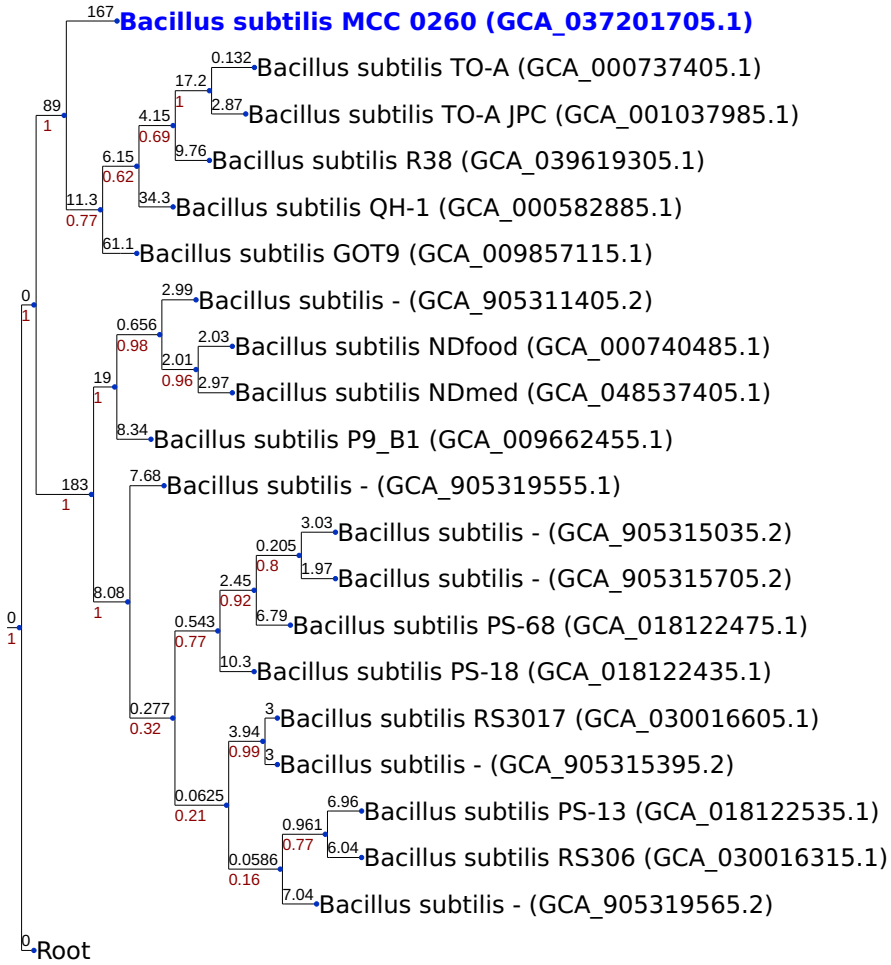 167
Bacillus subtilis MCC 0260 (GCA_037201705.1)
0.132
Bacillus subtilis TO-A (GCA_000737405.1)
17.2
1
2.87
Bacillus subtilis TO-A JPC (GCA_001037985.1)
89
1
4.15
0.69
9.76
Bacillus subtilis R38 (GCA_039619305.1)
6.15
0.62
34.3
Bacillus subtilis QH-1 (GCA_000582885.1)
11.3
0.77
61.1
Bacillus subtilis GOT9 (GCA_009857115.1)
0
1
2.99
Bacillus subtilis - (GCA_905311405.2)
0.656
0.98
2.03
Bacillus subtilis NDfood (GCA_000740485.1)
2.01
0.96
2.97
Bacillus subtilis NDmed (GCA_048537405.1)
19
1
8.34
Bacillus subtilis P9_B1 (GCA_009662455.1)
183
1
7.68
Bacillus subtilis - (GCA_905319555.1)
3.03
Bacillus subtilis - (GCA_905315035.2)
0.205
0.8
1.97
Bacillus subtilis - (GCA_905315705.2)
8.08
1
2.45
0.92
6.79
Bacillus subtilis PS-68 (GCA_018122475.1)
0
1
0.543
0.77
10.3
Bacillus subtilis PS-18 (GCA_018122435.1)
0.277
0.32
3
Bacillus subtilis RS3017 (GCA_030016605.1)
3.94
0.99
3
Bacillus subtilis - (GCA_905315395.2)
0.0625
0.21
6.96
Bacillus subtilis PS-13 (GCA_018122535.1)
0.961
0.77
6.04
Bacillus subtilis RS306 (GCA_030016315.1)
0.0586
0.16
7.04
Bacillus subtilis - (GCA_905319565.2)
0
Root